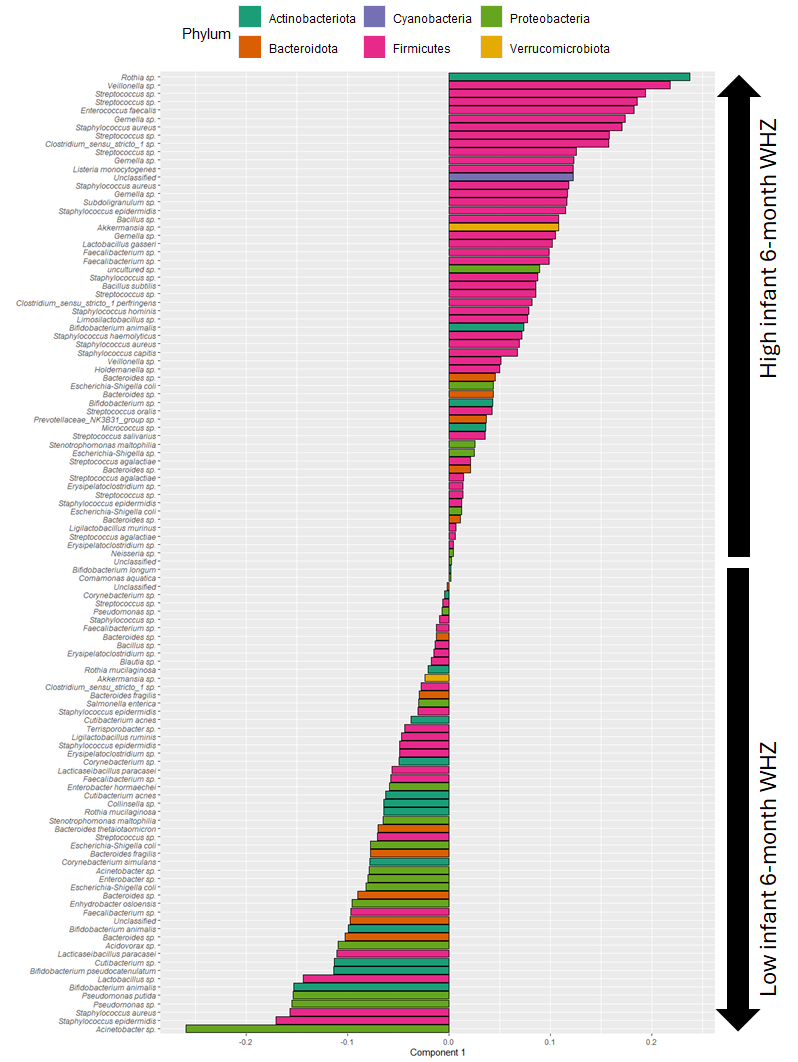 Phylum
Actinobacteriota
Cyanobacteria
Proteobacteria
Bacteroidota
Firmicutes
Verrucomicrobiota
Rothia sp.
Veillonella sp.
Streptococcus sp.
Streptococcus sp.
Enterococcus faecalis
Gemella sp.
Staphylococcus aureus
Streptococcus sp.
Clostridium_sensu_stricto_1 sp.
Streptococcus sp.
Gemella sp.
Listeria monocytogenes
Unclassified
Staphylococcus aureus
Gemella sp.
Subdoligranulum sp.
Staphylococcus epidermidis
Bacillus sp.
Akkermansia sp.
Gemella sp.
Lactobacillus gasseri
Faecalibacterium sp.
Faecalibacterium sp.
uncultured sp.
Staphylococcus sp.
Bacillus subtilis
Streptococcus sp.
Clostridium_sensu_stricto_1 perfringens
Staphylococcus hominis
Limosilactobacillus sp.
Bifidobacterium animalis
Staphylococcus haemolyticus
Staphylococcus aureus
Staphylococcus capitis
Veillonella sp.
Holdemanella sp.
Bacteroides sp.
Escherichia-Shigella coli
Bacteroides sp.
Bifidobacterium sp.
Streptococcus oralis
Prevotellaceae_NK3B31_group sp.
Micrococcus sp.
Streptococcus salivarius
Stenotrophomonas maltophilia
Escherichia-Shigella sp.
Streptococcus agalactiae
Bacteroides sp.
Streptococcus agalactiae
Erysipelatoclostridium sp.
Streptococcus sp.
Staphylococcus epidermidis
Escherichia-Shigella coli
Bacteroides sp.
Ligilactobacillus murinus
Streptococcus agalactiae
Erysipelatoclostridium sp.
Neisseria sp.
Unclassified
Bifidobacterium longum
Comamonas aquatica
Unclassified
Corynebacterium sp.
Streptococcus sp.
Pseudomonas sp.
Staphylococcus sp.
Faecalibacterium sp.
Bacteroides sp.
Bacillus sp.
Erysipelatoclostridium sp.
Blautia sp.
Rothia mucilaginosa
Akkermansia sp.
Clostridium_sensu_stricto_1 sp.
Bacteroides fragilis
Salmonella enterica
Staphylococcus epidermidis
Cutibacterium acnes
Terrisporobacter sp.
Ligilactobacillus ruminis
Staphylococcus epidermidis
Erysipelatoclostridium sp.
Corynebacterium sp.
Lacticaseibacillus paracasei
Faecalibacterium sp.
Enterobacter hormaechei
Cutibacterium acnes
Collinsella sp.
Rothia mucilaginosa
Stenotrophomonas maltophilia
Bacteroides thetaiotaomicron
Streptococcus sp.
Escherichia-Shigella coli
Bacteroides fragilis
Corynebacterium simulans
Acinetobacter sp.
Enterobacter sp.
Escherichia-Shigella coli
Bacteroides sp.
Enhydrobacter osloensis
Faecalibacterium sp.
Unclassified
Bifidobacterium animalis
Bacteroides sp.
Acidovorax sp.
Lacticaseibacillus paracasei
Cutibacterium sp.
Bifidobacterium pseudocatenulatum
Lactobacillus sp.
Bifidobacterium animalis
Pseudomonas putida
Pseudomonas sp.
Staphylococcus aureus
Staphylococcus epidermidis
Acinetobacter sp.
-0.2
-0.1
0.0
0.1
0.2
Component 1
High infant 6-month WHZ
Low infant 6-month WHZ